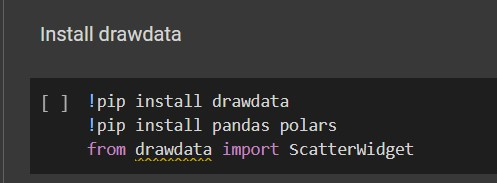 Install drawdata
[ ] !pip install drawdata
!pip install pandas polars
from drawdata import ScatterWidget